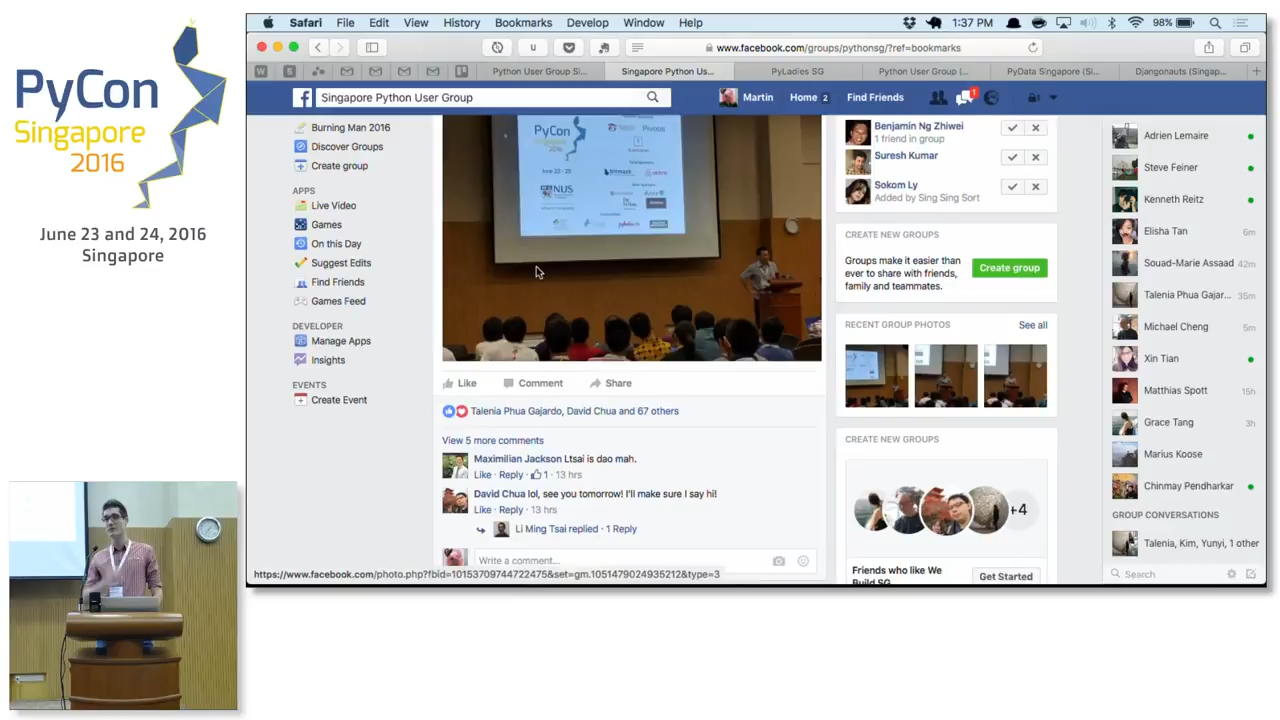 PyCon
Singapore
2016
June 23 and 24, 2016
Singapore
Safari File Edit View History Bookmarks Develop Window Help
1:37 PM 98%
www.facebook.com/groups/pythonsg/?ref=bookmarks
Python User Group Si...
Singapore Python Us...
PyLadies SG
Python User Group (...
PyData Singapore (Si...
Djangonauts (Singap...
Singapore Python User Group
Martin
Home 2
Find Friends
1
Burning Man 2016
Discover Groups
Create group
APPS
Live Video
Games
On this Day
Suggest Edits
Find Friends
Games Feed
DEVELOPER
Manage Apps
Insights
EVENTS
Create Event
PyCon
NUS
Like Comment Share
Talenia Phua Gajardo, David Chua and 67 others
View 5 more comments
Maximilian Jackson Ltsai is dao mah.
Like · Reply · 1 · 13 hrs
David Chua lol, see you tomorrow! I'll make sure I say hi!
Like · Reply · 13 hrs
Li Ming Tsai replied · 1 Reply
Write a comment...
https://www.facebook.com/photo.php?fbid=10153709744722475&set=gm.1051479024935212&type=3
Benjamin Ng Zhiwei
1 friend in group
Suresh Kumar
Sokom Ly
Added by Sing Sing Sort
CREATE NEW GROUPS
Groups make it easier than
ever to share with friends,
family and teammates.
Create group
RECENT GROUP PHOTOS
See all
CREATE NEW GROUPS
+4
Friends who like We
Build SG
Get Started
Adrien Lemaire
Steve Feiner
Kenneth Reitz
Elisha Tan 6m
Souad-Marie Assaad 42m
Talenia Phua Gajar... 35m
Michael Cheng 5m
Xin Tian
Matthias Spott 15h
Grace Tang 3h
Marius Koose
Chinmay Pendharkar
GROUP CONVERSATIONS
Talenia, Kim, Yunyi, 1 other
Search